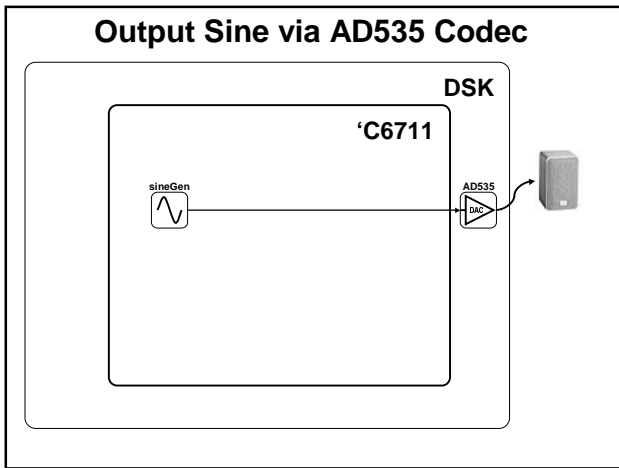 Output Sine via AD535 Codec
DSK
‘C6711
sineGen
AD535
DAC